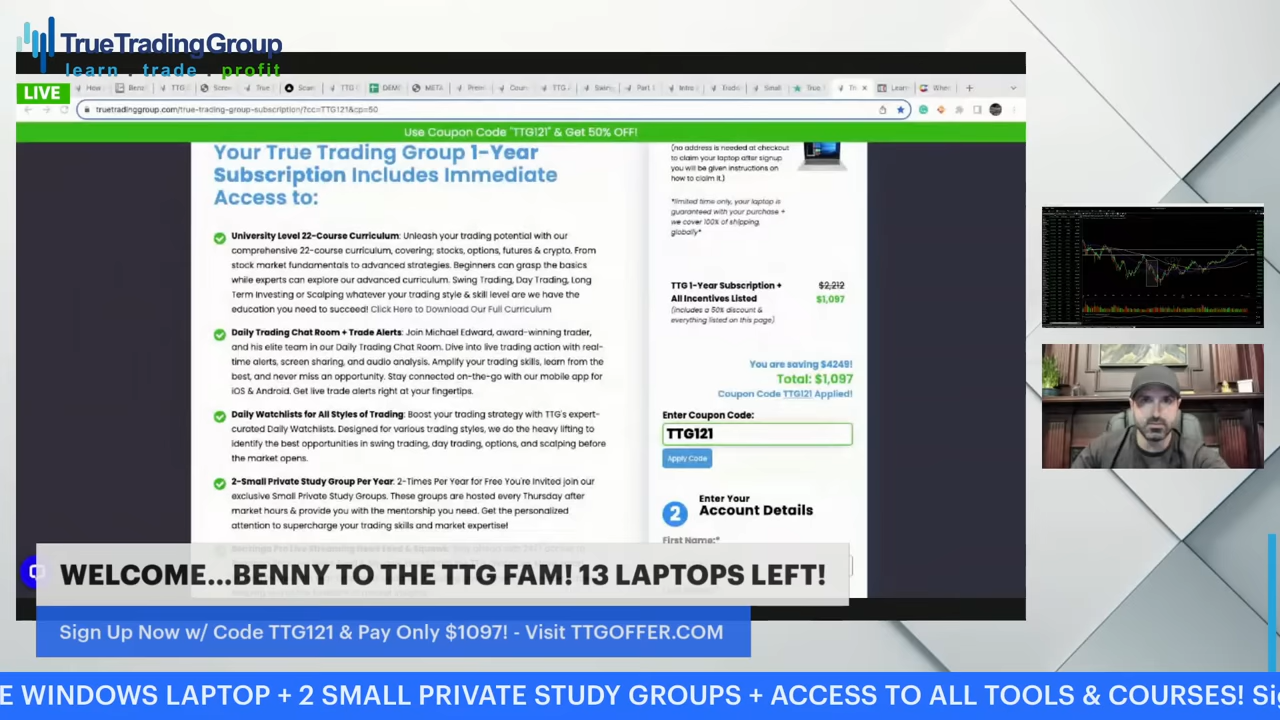 TrueTradingGroup
learn . trade . profit
LIVE
truetradinggroup.com/true-trading-group-subscription/?cc=TTG121&cp=50
Use Coupon Code "TTG121" & Get 50% OFF!
Your True Trading Group 1-Year
Subscription Includes Immediate
Access to:
University Level 22-Course Curriculum: Unleash your trading potential with our
comprehensive 22-course curriculum, covering; stocks, options, futures & crypto. From
stock market fundamentals to advanced strategies. Beginners can grasp the basics
while experts can explore our advanced curriculum. Swing Trading, Day Trading, Long
Term Investing or Scalping whatever your trading style & skill level are we have the
education you need to succeed! Click Here to Download Our Full Curriculum
Daily Trading Chat Room + Trade Alerts: Join Michael Edward, award-winning trader,
and his elite team in our Daily Trading Chat Room. Dive into live trading action with real-
time alerts, screen sharing, and audio analysis. Amplify your trading skills, learn from the
best, and never miss an opportunity. Stay connected on-the-go with our mobile app for
iOS & Android. Get live trade alerts right at your fingertips.
Daily Watchlists for All Styles of Trading: Boost your trading strategy with TTG's expert-
curated Daily Watchlists. Designed for various trading styles, we do the heavy lifting to
identify the best opportunities in swing trading, day trading, options, and scalping before
the market opens.
2-Small Private Study Group Per Year: 2-Times Per Year for Free You're Invited join our
exclusive Small Private Study Groups. These groups are hosted every Thursday after
market hours & provide you with the mentorship you need. Get the personalized
attention to supercharge your trading skills and market expertise!
(no address is needed at checkout
to claim your laptop after signup
you will be given instructions on
how to claim it.)
*limited time only, your laptop is
guaranteed with your purchase +
we cover 100% of shipping,
globally*
TTG 1-Year Subscription + $2,212
All Incentives Listed $1,097
(includes a 50% discount &
everything listed on this page)
You are saving $4249!
Total: $1,097
Coupon Code TTG121 Applied!
Enter Coupon Code:
TTG121
Apply Code
2
Enter Your
Account Details
First Name:*
WELCOME...BENNY TO THE TTG FAM! 13 LAPTOPS LEFT!
Sign Up Now w/ Code TTG121 & Pay Only $1097! - Visit TTGOFFER.COM
E WINDOWS LAPTOP + 2 SMALL PRIVATE STUDY GROUPS + ACCESS TO ALL TOOLS & COURSES! Si